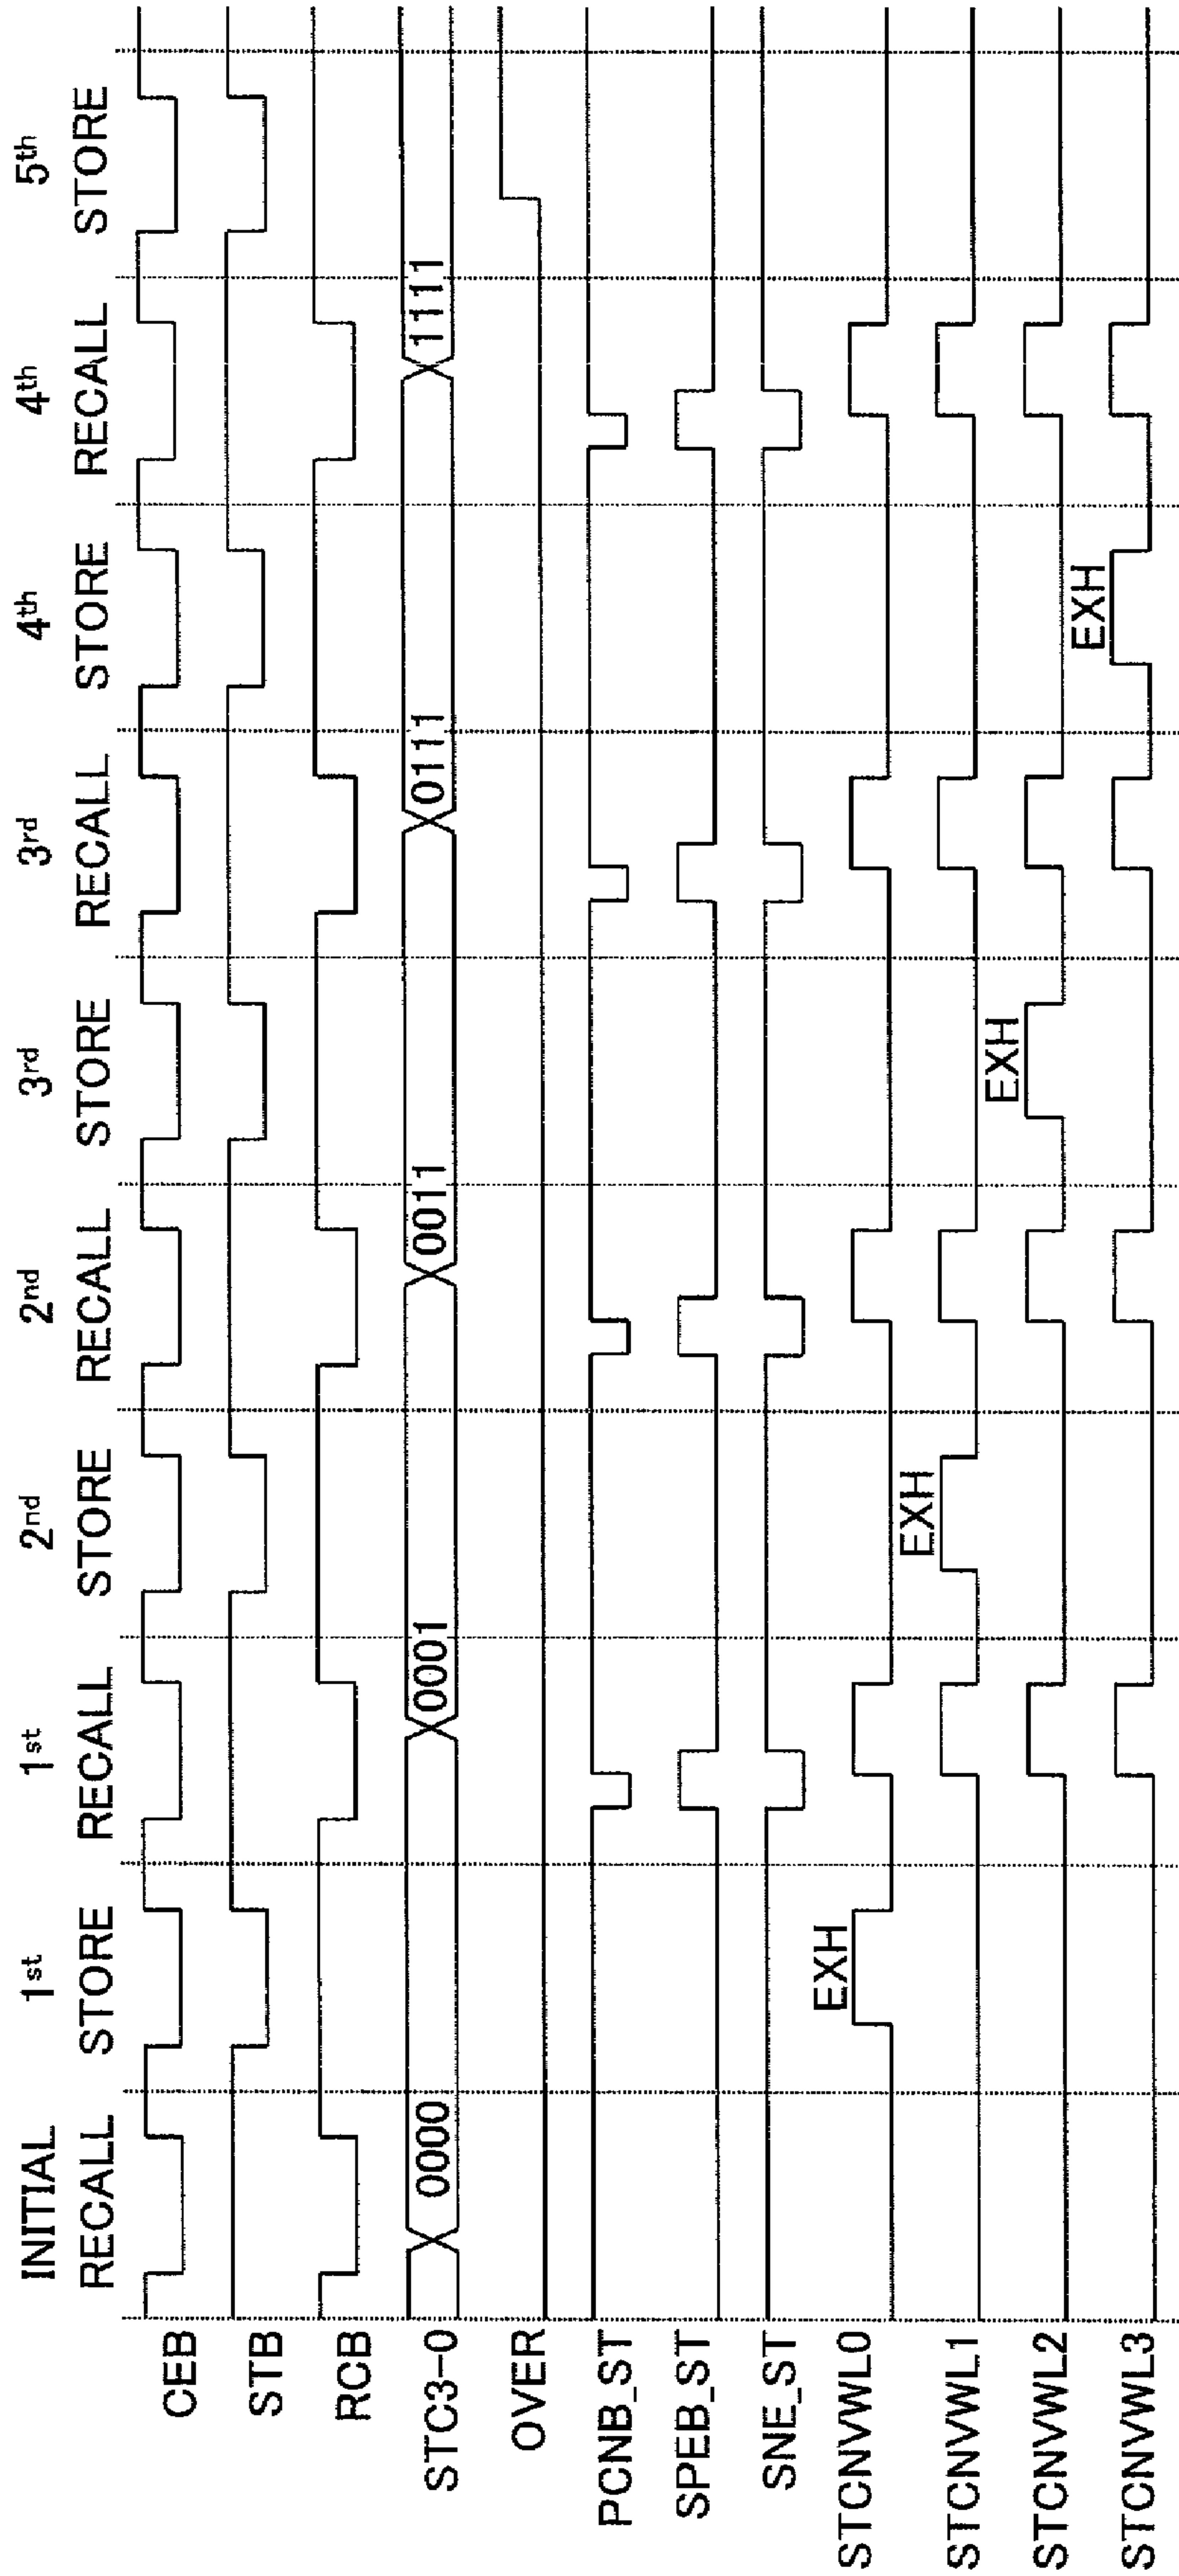 INITIAL RECALL
1st STORE
1st RECALL
2nd STORE
2nd RECALL
3rd STORE
3rd RECALL
4th STORE
4th RECALL
5th STORE
CEB
STB
RCB
STC3-0 0000 0001 0011 0111 1111
OVER
PCNB_ST
SPEB_ST
SNE_ST
STCNVWL0 EXH
STCNVWL1 EXH
STCNVWL2 EXH
STCNVWL3 EXH